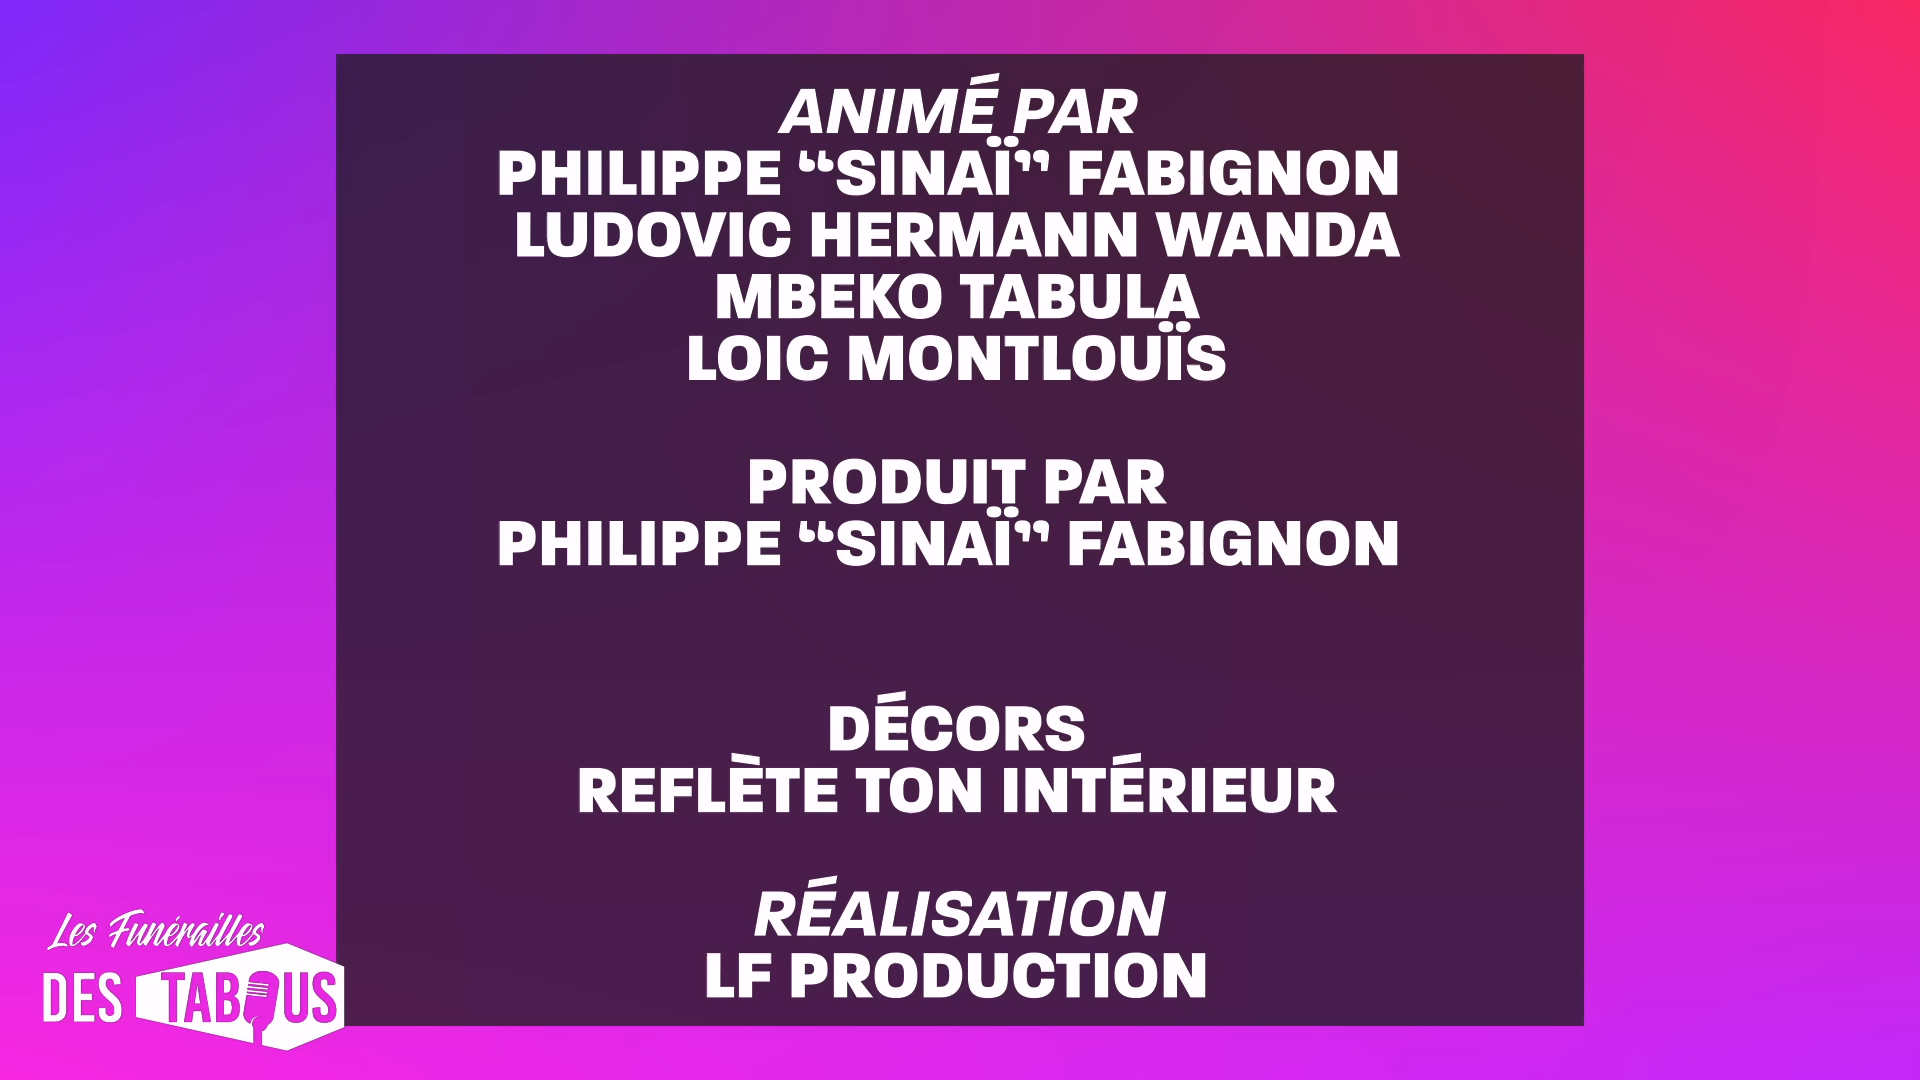 ANIMÉ PAR
PHILIPPE “SINAÏ” FABIGNON
LUDOVIC HERMANN WANDA
MBEKO TABULA
LOIC MONTLOUÏS
PRODUIT PAR
PHILIPPE “SINAÏ” FABIGNON
DÉCORS
REFLÈTE TON INTÉRIEUR
RÉALISATION
LF PRODUCTION
Les Funérailles
DES TABOUS